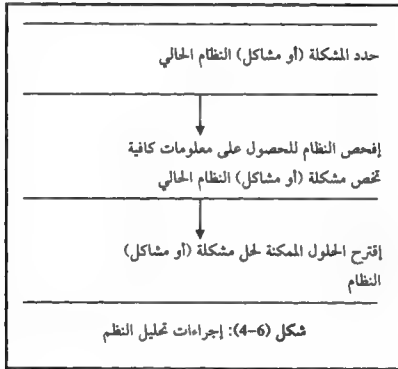 حدد المشكلة (أو مشاكل) النظام الحالي
إفحص النظام للحصول على معلومات كافية
تخص مشكلة (أو مشاكل) النظام الحالي
إقترح الحلول الممكنة لحل مشكلة (أو مشاكل)
النظام
شكل (6-4): إجراءات تحليل النظم